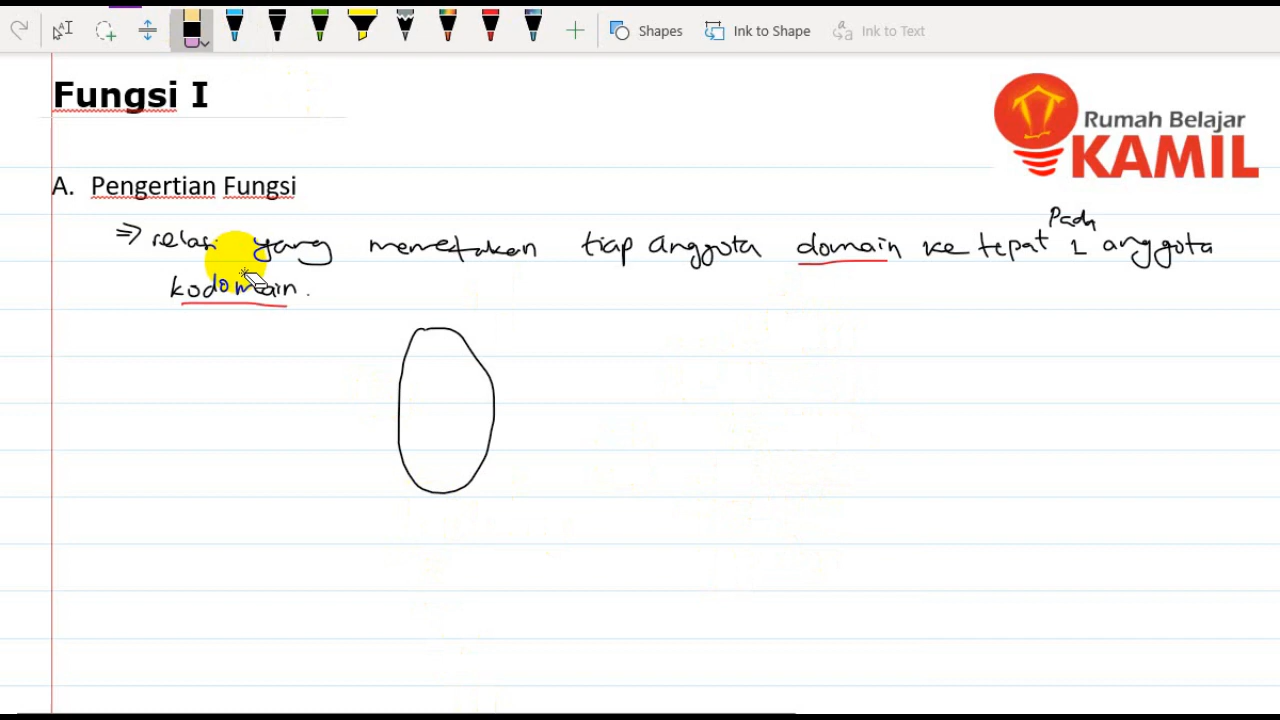 Shapes
Ink to Shape
Ink to Text
Fungsi I
Rumah Belajar
KAMIL
A. Pengertian Fungsi
Pada
⇒ relasi yang memetakan tiap anggota domain ke tepat 1 anggota
kodomain.